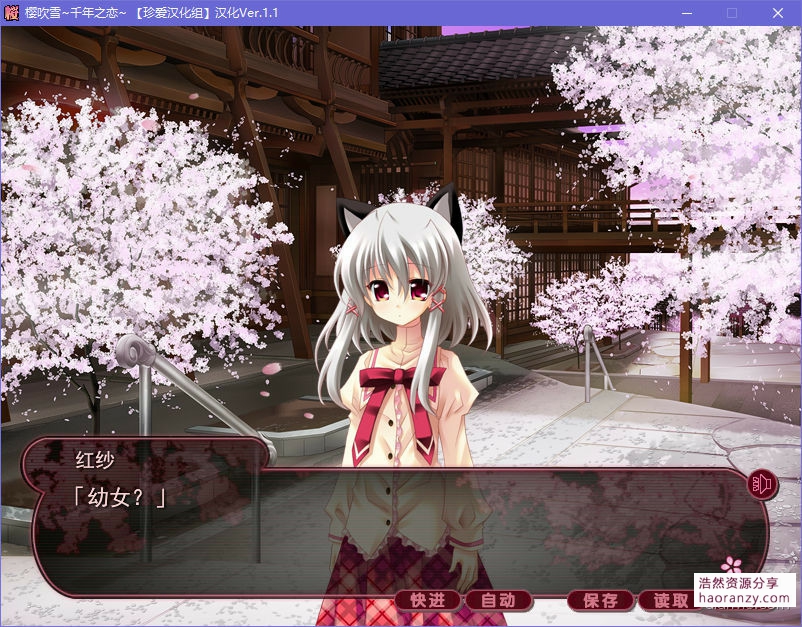 桜 樱吹雪~千年之恋~ 【珍爱汉化组】汉化Ver.1.1
红纱
「幼女？」
快进 自动 保存 读取
浩然资源分享
haoranzy.com